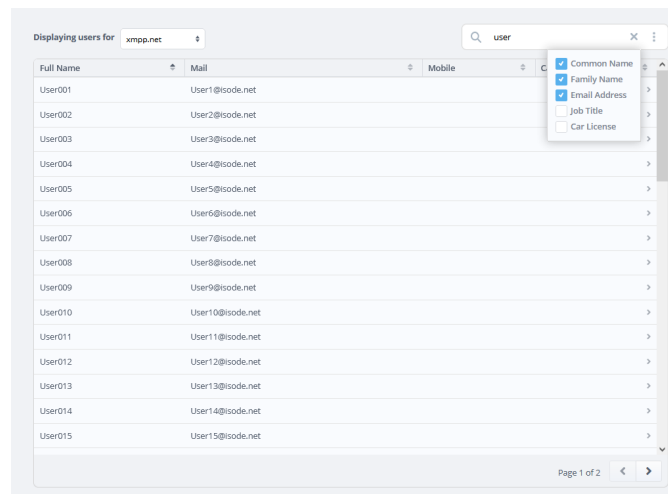 Displaying users for xmpp.net
user
Full Name Mail Mobile
Common Name
Family Name
Email Address
Job Title
Car License
User001 User1@isode.net
User002 User2@isode.net
User003 User3@isode.net
User004 User4@isode.net
User005 User5@isode.net
User006 User6@isode.net
User007 User7@isode.net
User008 User8@isode.net
User009 User9@isode.net
User010 User10@isode.net
User011 User11@isode.net
User012 User12@isode.net
User013 User13@isode.net
User014 User14@isode.net
User015 User15@isode.net
Page 1 of 2